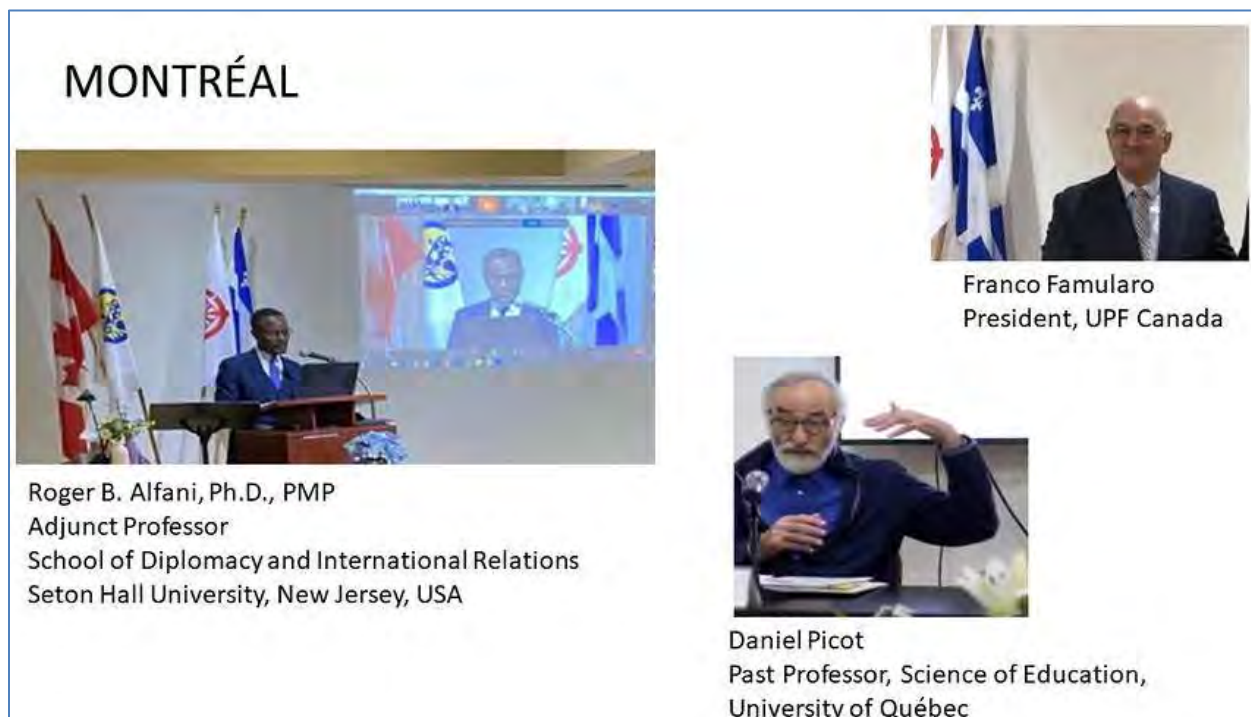 MONTRÉAL
Franco Famularo
President, UPF Canada
Roger B. Alfani, Ph.D., PMP
Adjunct Professor
School of Diplomacy and International Relations
Seton Hall University, New Jersey, USA
Daniel Picot
Past Professor, Science of Education,
University of Québec